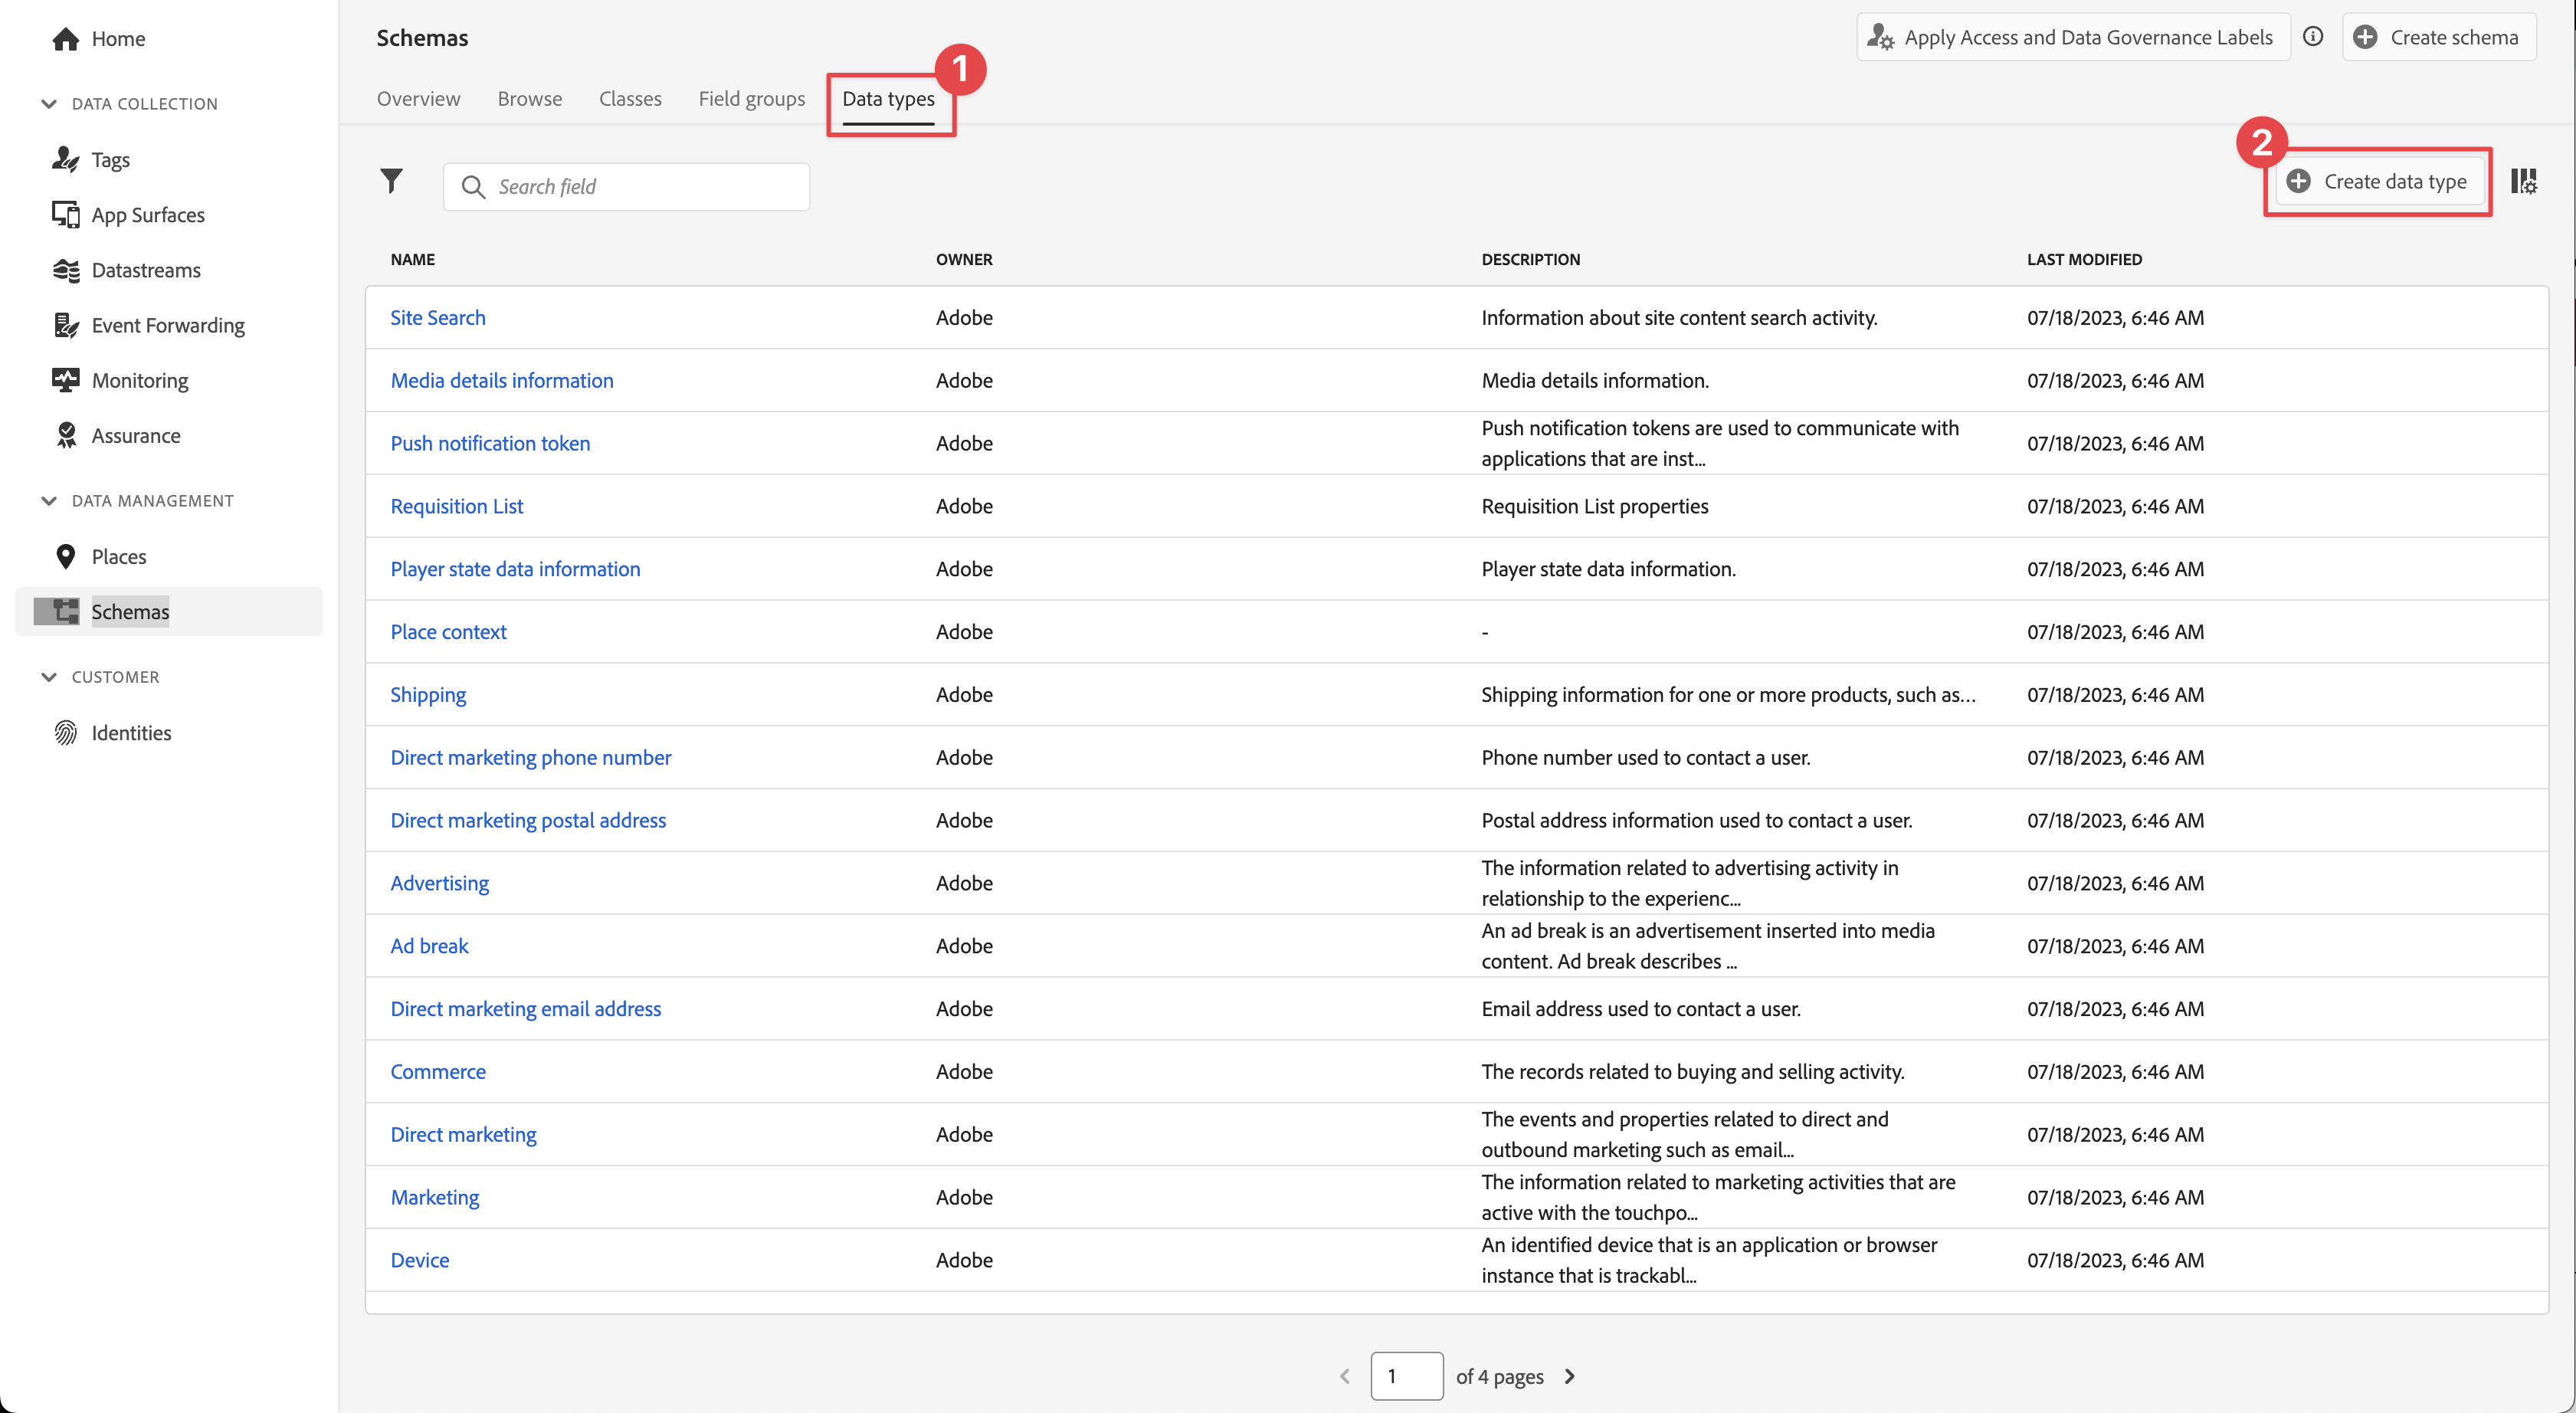 Home
DATA COLLECTION
Tags
App Surfaces
Datastreams
Event Forwarding
Monitoring
Assurance
DATA MANAGEMENT
Places
Schemas
CUSTOMER
Identities
Schemas
Apply Access and Data Governance Labels
Create schema
Overview Browse Classes Field groups Data types
1
2
Search field
Create data type
NAME OWNER DESCRIPTION LAST MODIFIED
Site Search Adobe Information about site content search activity. 07/18/2023, 6:46 AM
Media details information Adobe Media details information. 07/18/2023, 6:46 AM
Push notification token Adobe Push notification tokens are used to communicate with 07/18/2023, 6:46 AM
applications that are inst...
Requisition List Adobe Requisition List properties 07/18/2023, 6:46 AM
Player state data information Adobe Player state data information. 07/18/2023, 6:46 AM
Place context Adobe - 07/18/2023, 6:46 AM
Shipping Adobe Shipping information for one or more products, such as... 07/18/2023, 6:46 AM
Direct marketing phone number Adobe Phone number used to contact a user. 07/18/2023, 6:46 AM
Direct marketing postal address Adobe Postal address information used to contact a user. 07/18/2023, 6:46 AM
Advertising Adobe The information related to advertising activity in 07/18/2023, 6:46 AM
relationship to the experienc...
Ad break Adobe An ad break is an advertisement inserted into media 07/18/2023, 6:46 AM
content. Ad break describes ...
Direct marketing email address Adobe Email address used to contact a user. 07/18/2023, 6:46 AM
Commerce Adobe The records related to buying and selling activity. 07/18/2023, 6:46 AM
Direct marketing Adobe The events and properties related to direct and 07/18/2023, 6:46 AM
outbound marketing such as email...
Marketing Adobe The information related to marketing activities that are 07/18/2023, 6:46 AM
active with the touchpo...
Device Adobe An identified device that is an application or browser 07/18/2023, 6:46 AM
instance that is trackabl...
1 of 4 pages